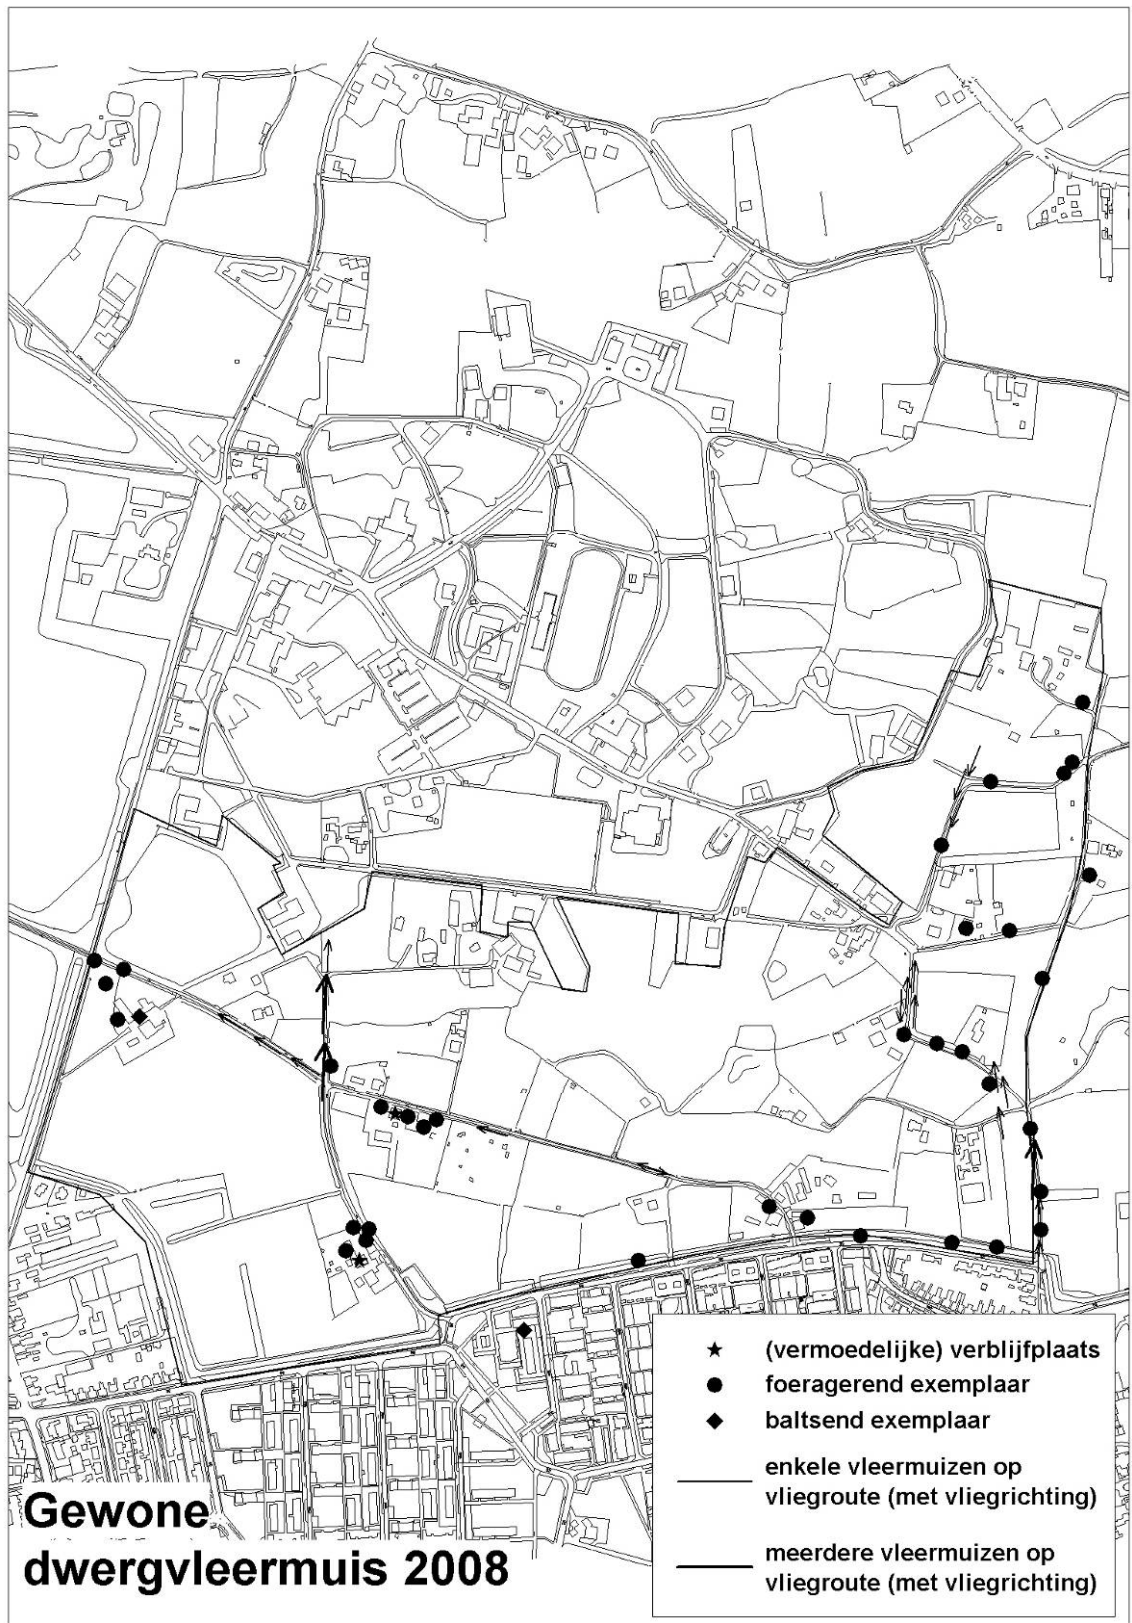 (vermoedelijke) verblijfplaats
foeragerend exemplaar
baltsend exemplaar
enkele vleermuizen op
vliegroute (met vliegrichting)
meerdere vleermuizen op
vliegroute (met vliegrichting)
Gewone
dwergvleermuis 2008